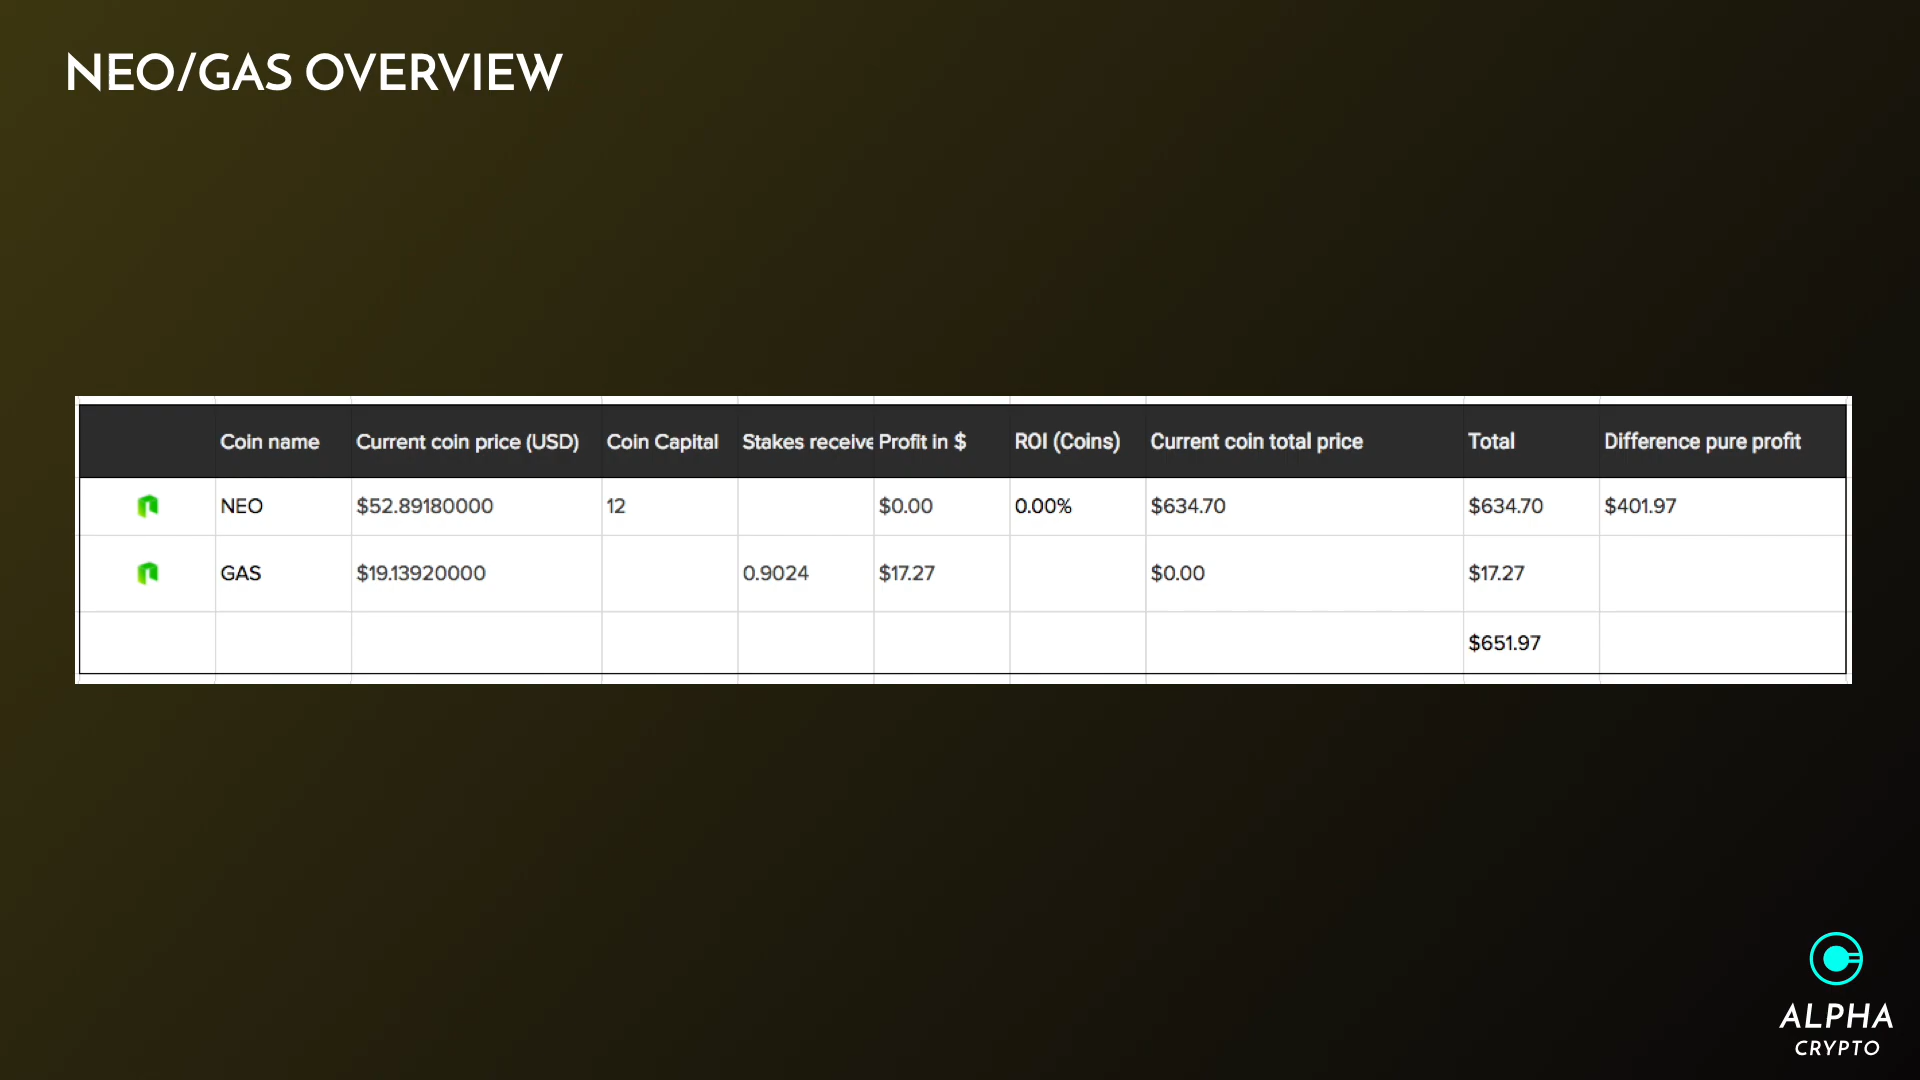 NEO/GAS OVERVIEW
Coin name Current coin price (USD) Coin Capital Stakes receive Profit in $ ROI (Coins) Current coin total price Total Difference pure profit
NEO $52.89180000 12 $0.00 0.00% $634.70 $634.70 $401.97
GAS $19.13920000 0.9024 $17.27 $0.00 $17.27
$651.97
ALPHA
CRYPTO